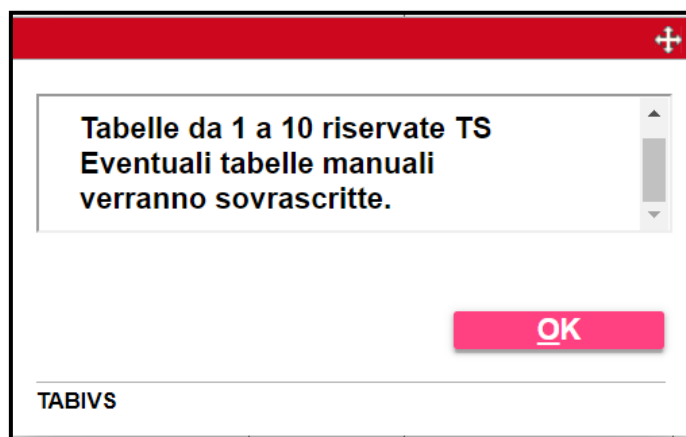 Tabelle da 1 a 10 riservate TS
Eventuali tabelle manuali
verranno sovrascritte.
OK
TABIVS